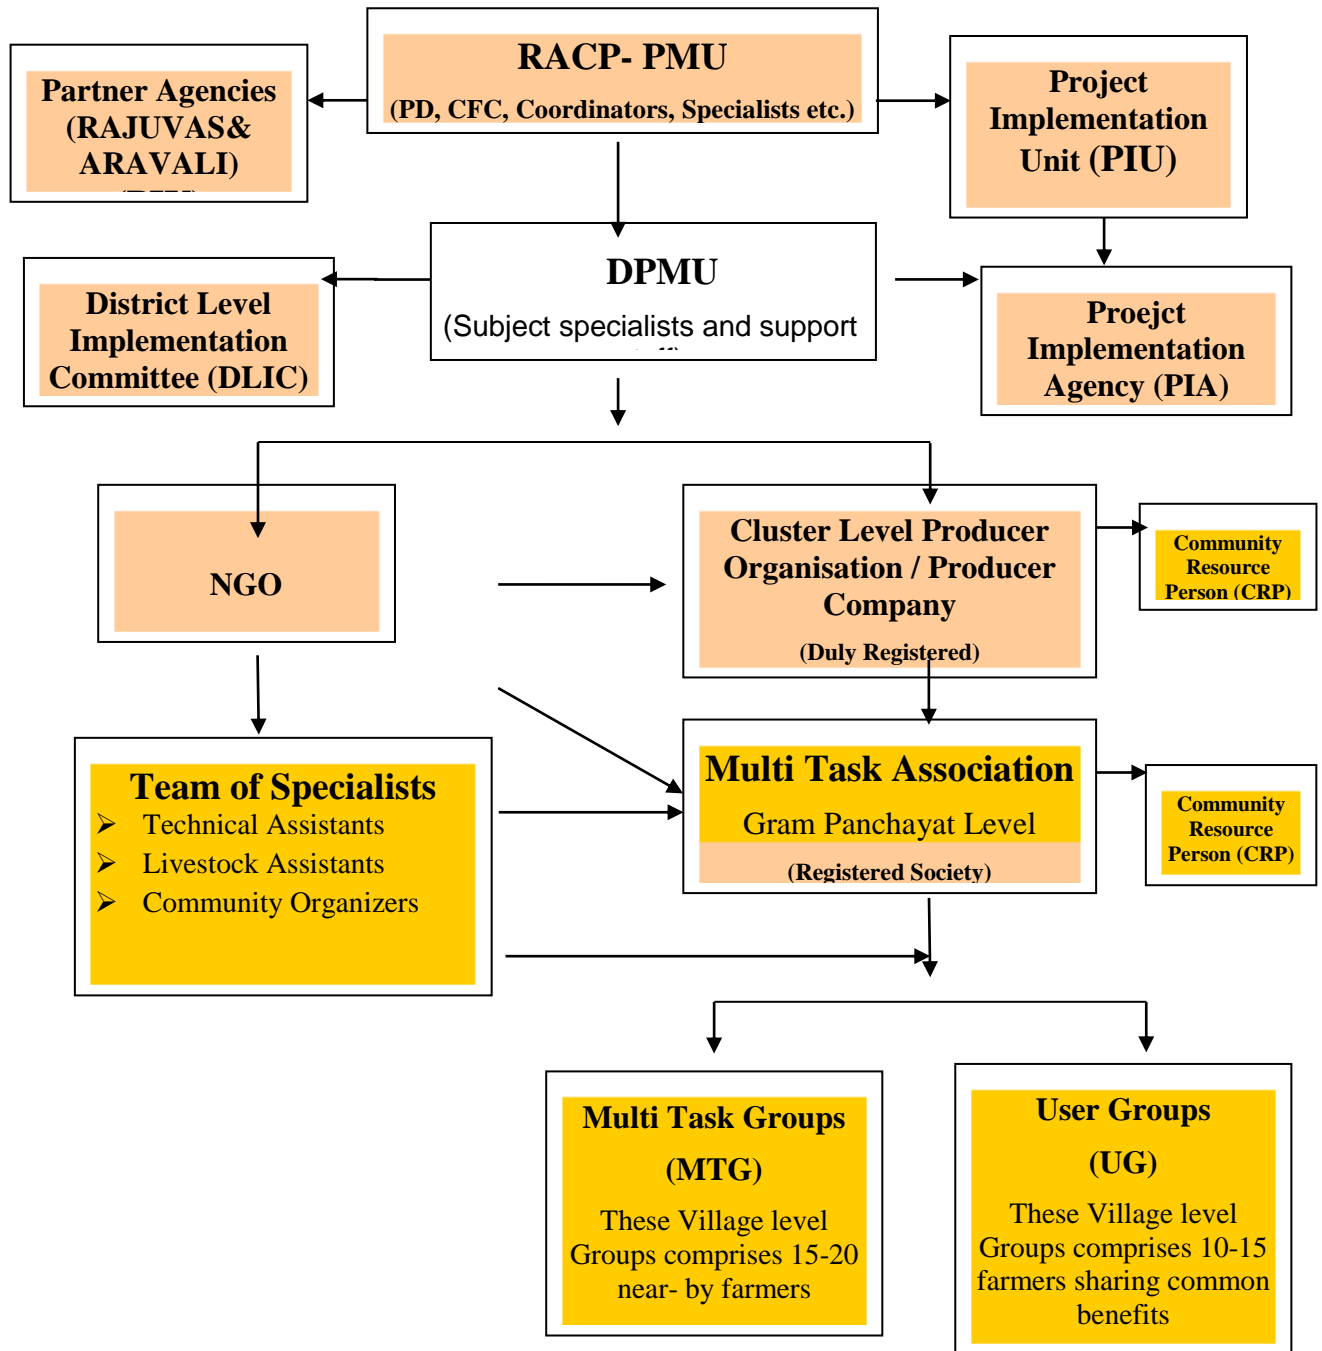 RACP- PMU
(PD, CFC, Coordinators, Specialists etc.)
Partner Agencies
(RAJUVAS&
ARAVALI)
Project
Implementation
Unit (PIU)
DPMU
(Subject specialists and support
District Level
Implementation
Committee (DLIC)
Proejct
Implementation
Agency (PIA)
NGO
Cluster Level Producer
Organisation / Producer
Company
(Duly Registered)
Community
Resource
Person (CRP)
Team of Specialists
➢ Technical Assistants
➢ Livestock Assistants
➢ Community Organizers
Multi Task Association
Gram Panchayat Level
(Registered Society)
Community
Resource
Person (CRP)
Multi Task Groups
(MTG)
These Village level
Groups comprises 15-20
near- by farmers
User Groups
(UG)
These Village level
Groups comprises 10-15
farmers sharing common
benefits